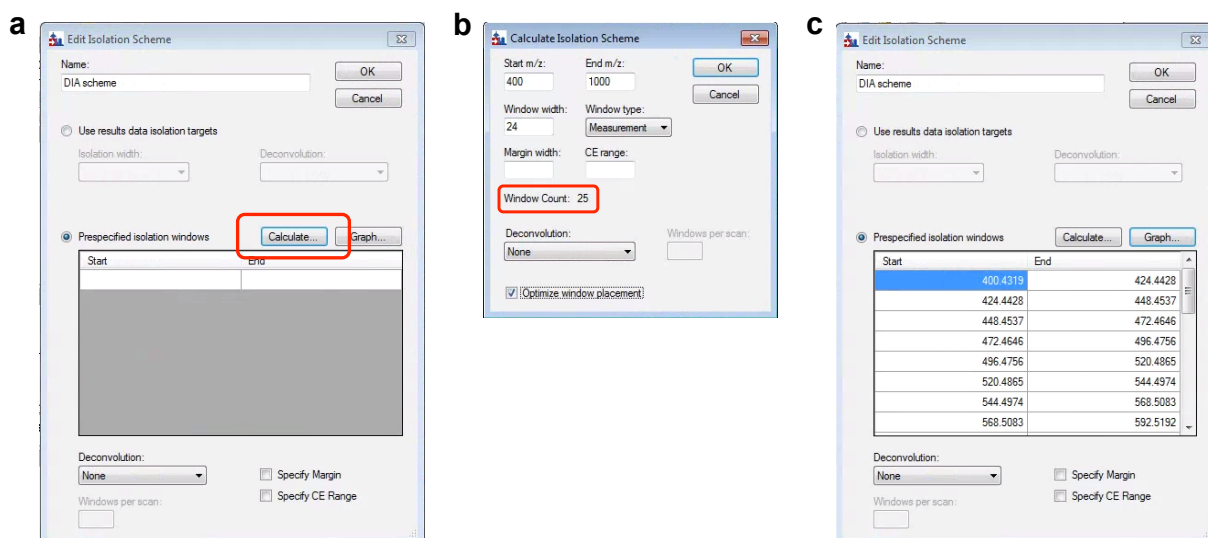 a
Edit Isolation Scheme
Name:
DIA scheme
OK
Cancel
Use results data isolation targets
Isolation width:
Deconvolution:
Prespecified isolation windows
Calculate...
Graph...
Start
End
Deconvolution:
None
Specify Margin
Windows per scan:
Specify CE Range
b
Calculate Isolation Scheme
Start m/z:
End m/z:
400
1000
OK
Cancel
Window width:
Window type:
24
Measurement
Margin width:
CE range:
Window Count: 25
Deconvolution:
Windows per scan:
None
Optimize window placement
c
Edit Isolation Scheme
Name:
DIA scheme
OK
Cancel
Use results data isolation targets
Isolation width:
Deconvolution:
Prespecified isolation windows
Calculate...
Graph...
Start End
400.4319 424.4428
424.4428 448.4537
448.4537 472.4646
472.4646 496.4756
496.4756 520.4865
520.4865 544.4974
544.4974 568.5083
568.5083 592.5192
Deconvolution:
None
Specify Margin
Windows per scan:
Specify CE Range